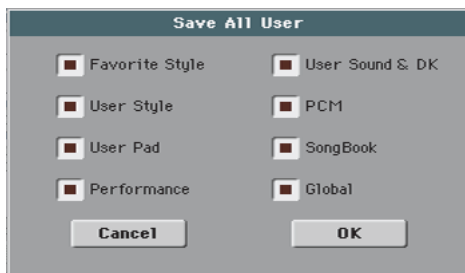 Save All User
Favorite Style
User Sound & DK
User Style
PCM
User Pad
SongBook
Performance
Global
Cancel
OK